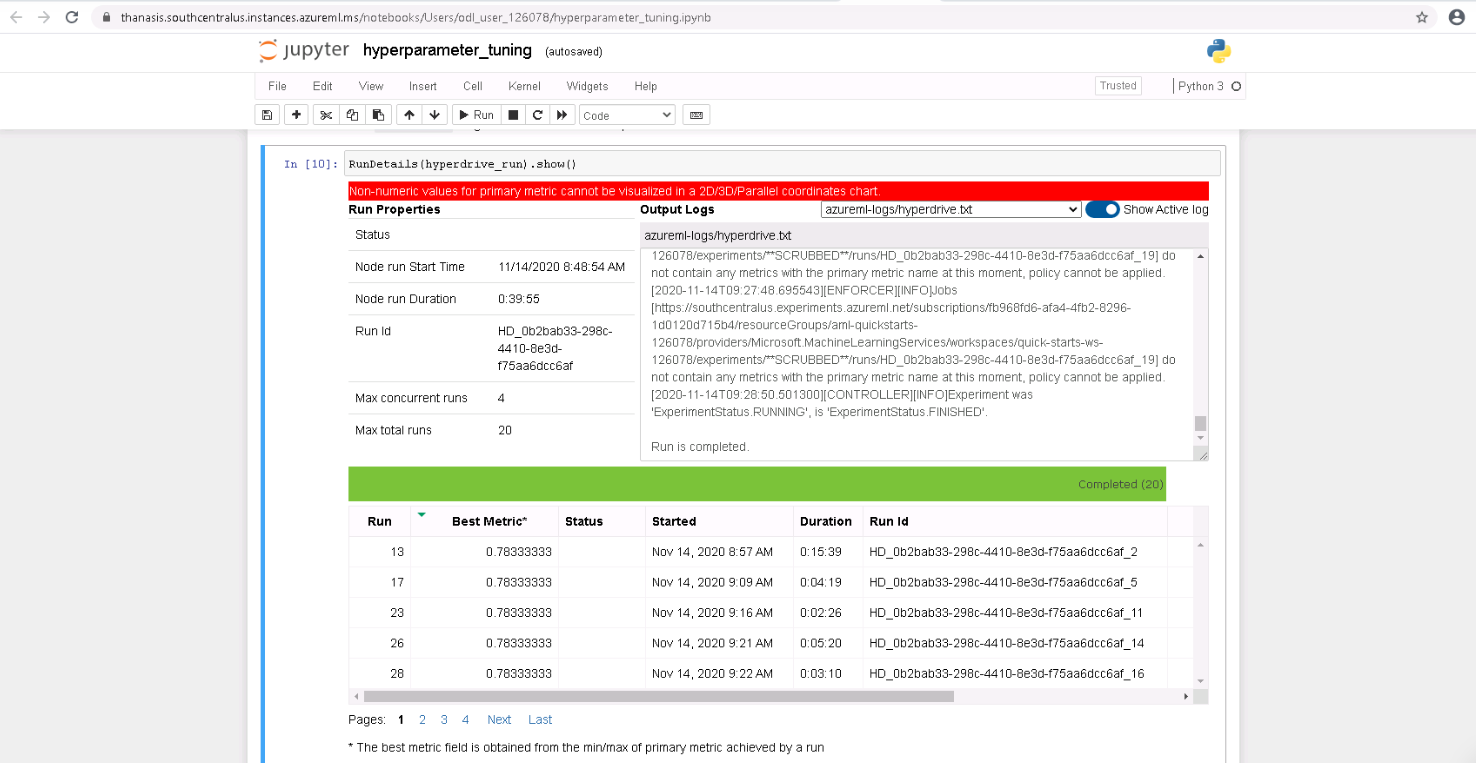 thanasis.southcentralus.instances.azureml.ms/notebooks/Users/odl_user_126078/hyperparameter_tuning.ipynb
jupyter hyperparameter_tuning (autosaved)
File Edit View Insert Cell Kernel Widgets Help Trusted Python 3
Run Code
In [10]: RunDetails(hyperdrive_run).show()
Non-numeric values for primary metric cannot be visualized in a 2D/3D/Parallel coordinates chart.
Run Properties
Status
Node run Start Time 11/14/2020 8:48:54 AM
Node run Duration 0:39:55
Run Id HD_0b2bab33-298c-
4410-8e3d-
f75aa6dcc6af
Max concurrent runs 4
Max total runs 20
Output Logs azureml-logs/hyperdrive.txt Show Active log
azureml-logs/hyperdrive.txt
126078/experiments/**SCRUBBED**/runs/HD_0b2bab33-298c-4410-8e3d-f75aa6dcc6af_19] do
not contain any metrics with the primary metric name at this moment, policy cannot be applied.
[2020-11-14T09:27:48.695543][ENFORCER][INFO]Jobs
[https://southcentralus.experiments.azureml.net/subscriptions/fb968fd6-afa4-4fb2-8296-
1d0120d715b4/resourceGroups/aml-quickstarts-
126078/providers/Microsoft.MachineLearningServices/workspaces/quick-starts-ws-
126078/experiments/**SCRUBBED**/runs/HD_0b2bab33-298c-4410-8e3d-f75aa6dcc6af_19] do
not contain any metrics with the primary metric name at this moment, policy cannot be applied.
[2020-11-14T09:28:50.501300][CONTROLLER][INFO]Experiment was
'ExperimentStatus.RUNNING', is 'ExperimentStatus.FINISHED'.
Run is completed.
Completed (20)
Run Best Metric* Status Started Duration Run Id
13 0.78333333 Nov 14, 2020 8:57 AM 0:15:39 HD_0b2bab33-298c-4410-8e3d-f75aa6dcc6af_2
17 0.78333333 Nov 14, 2020 9:09 AM 0:04:19 HD_0b2bab33-298c-4410-8e3d-f75aa6dcc6af_5
23 0.78333333 Nov 14, 2020 9:16 AM 0:02:26 HD_0b2bab33-298c-4410-8e3d-f75aa6dcc6af_11
26 0.78333333 Nov 14, 2020 9:21 AM 0:05:20 HD_0b2bab33-298c-4410-8e3d-f75aa6dcc6af_14
28 0.78333333 Nov 14, 2020 9:22 AM 0:03:10 HD_0b2bab33-298c-4410-8e3d-f75aa6dcc6af_16
Pages: 1 2 3 4 Next Last
* The best metric field is obtained from the min/max of primary metric achieved by a run